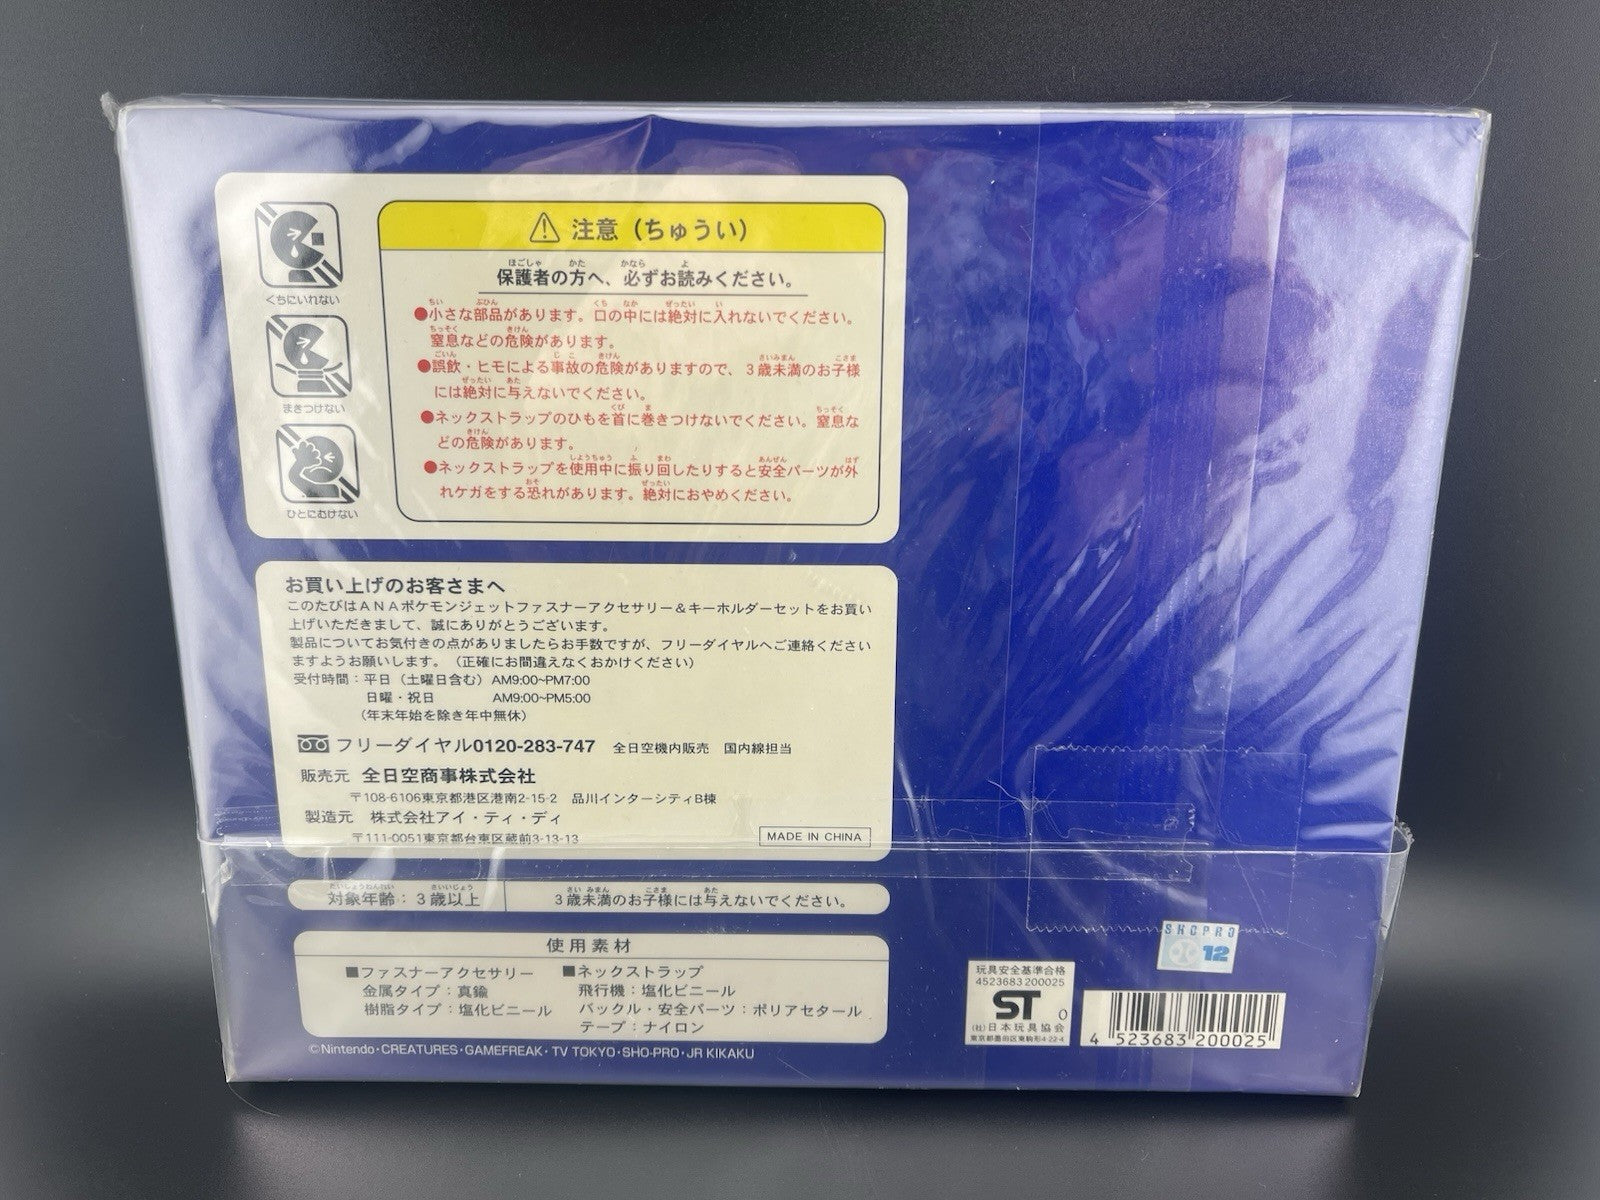 くちにいれない
まきつけない
ひとにむけない
注意（ちゅうい）
保護者の方へ、必ずお読みください。
●小さな部品があります。口の中には絶対に入れないでください。
窒息などの危険があります。
●誤飲・ヒモによる事故の危険がありますので、3歳未満のお子様
には絶対に与えないでください。
●ネックストラップのひもを首に巻きつけないでください。窒息な
どの危険があります。
●ネックストラップを使用中に振り回したりすると安全パーツが外
れケガをする恐れがあります。絶対におやめください。
お買い上げのお客さまへ
このたびはANAポケモンジェットファスナーアクセサリー&キーホルダーセットをお買い
上げいただきまして、誠にありがとうございます。
製品についてお気付きの点がありましたらお手数ですが、フリーダイヤルへご連絡ください
ますようお願いします。（正確にお間違えなくおかけください）
受付時間：平日（土曜日含む）AM9:00~PM7:00
日曜・祝日 AM9:00~PM5:00
（年末年始を除き年中無休）
フリーダイヤル0120-283-747 全日空機内販売 国内線担当
販売元 全日空商事株式会社
〒108-6106東京都港区港南2-15-2 品川インターシティB棟
製造元 株式会社アイ・ティ・ディ
〒111-0051東京都台東区蔵前3-13-13
MADE IN CHINA
対象年齢：3歳以上 3歳未満のお子様には与えないでください。
使用素材
■ファスナーアクセサリー
金属タイプ：真鍮
樹脂タイプ：塩化ビニール
■ネックストラップ
飛行機：塩化ビニール
バックル・安全パーツ：ポリアセタール
テープ：ナイロン
©Nintendo・CREATURES・GAMEFREAK・TV TOKYO・SHO-PRO・JR KIKAKU
SHOPRO
12
玩具安全基準合格
4523683200025
ST 0
(社)日本玩具協会
東京都墨田区東駒形4-22-4
4 523683 200025